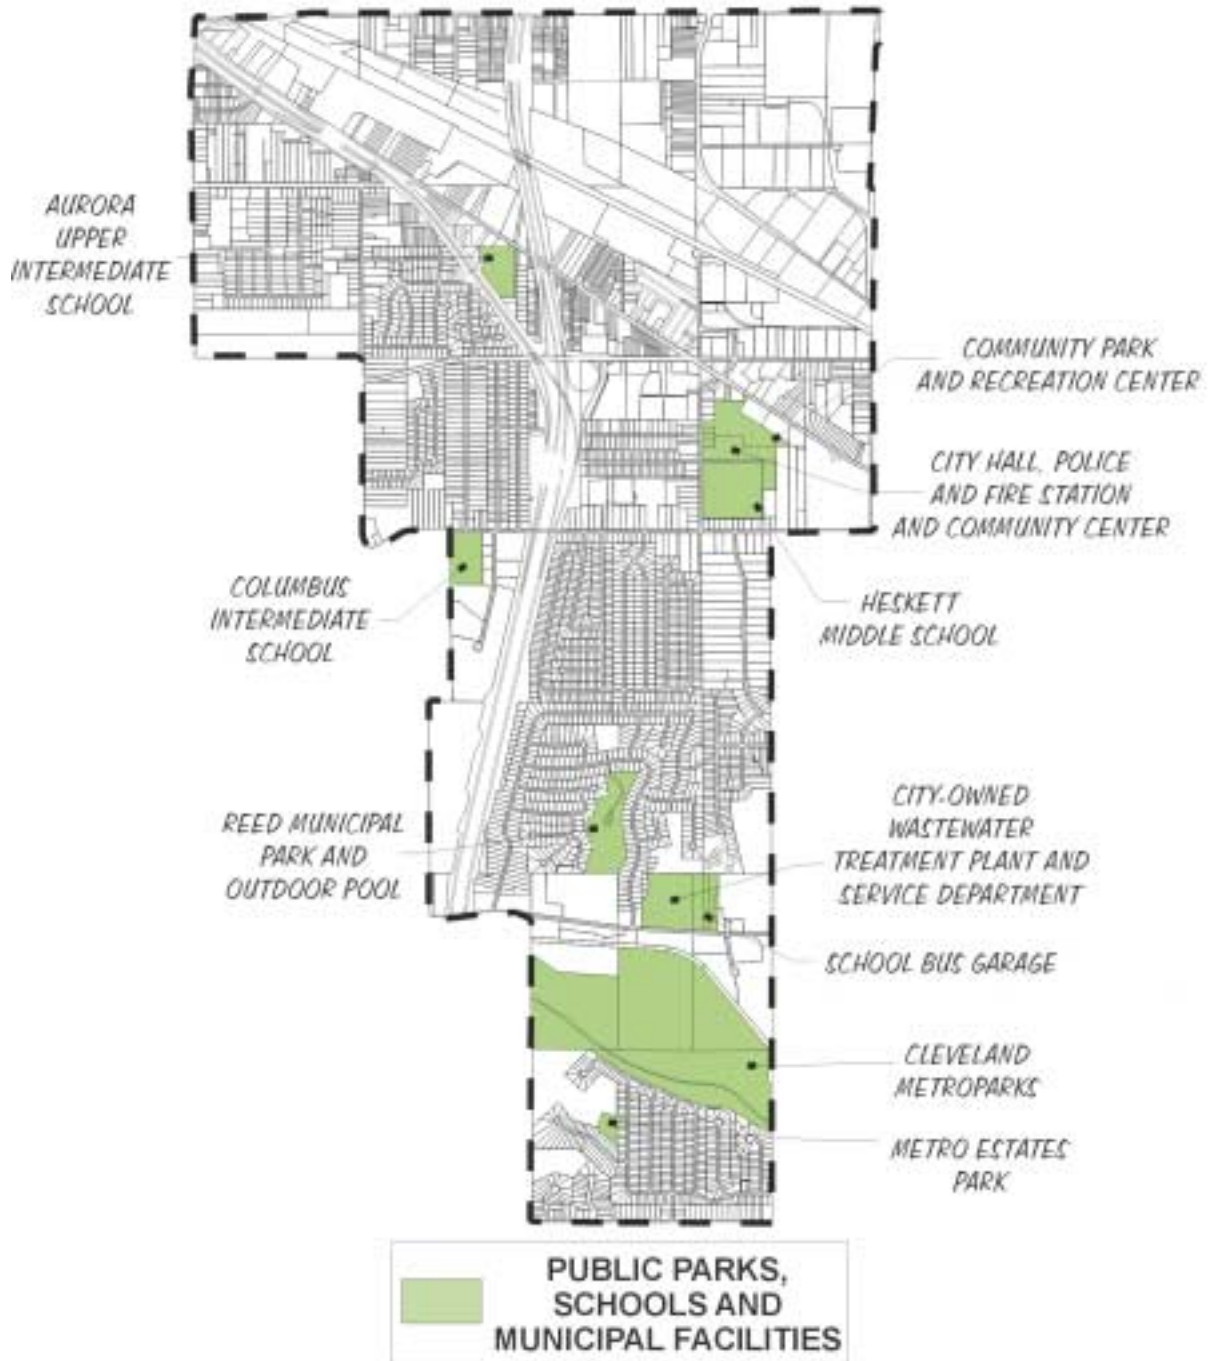 AURORA
UPPER
INTERMEDIATE
SCHOOL
COMMUNITY PARK
AND RECREATION CENTER
CITY HALL, POLICE
AND FIRE STATION
AND COMMUNITY CENTER
COLUMBUS
INTERMEDIATE
SCHOOL
HESKETT
MIDDLE SCHOOL
REED MUNICIPAL
PARK AND
OUTDOOR POOL
CITY-OWNED
WASTEWATER
TREATMENT PLANT AND
SERVICE DEPARTMENT
SCHOOL BUS GARAGE
CLEVELAND
METROPARKS
METRO ESTATES
PARK
PUBLIC PARKS,
SCHOOLS AND
MUNICIPAL FACILITIES